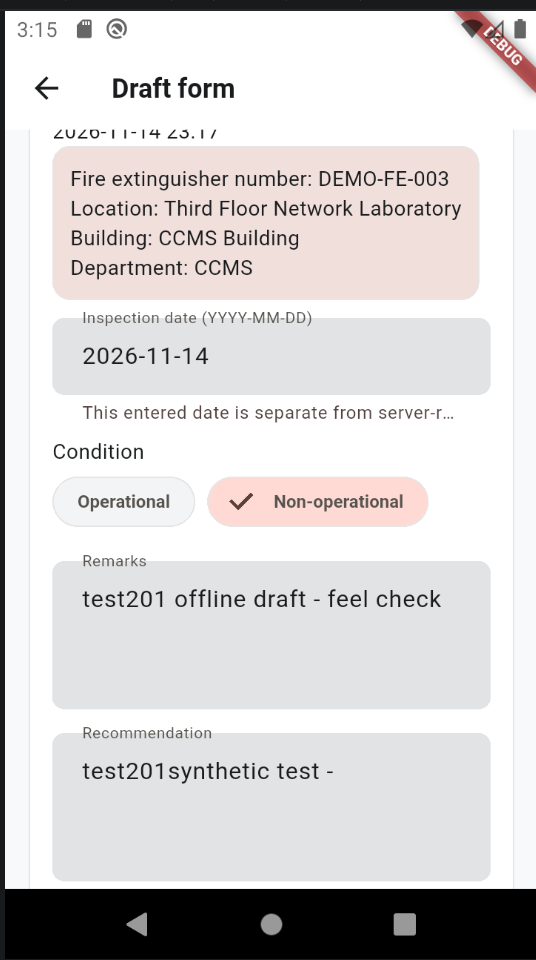 3:15
DEBUG
Draft form
2026-11-14 23:17
Fire extinguisher number: DEMO-FE-003
Location: Third Floor Network Laboratory
Building: CCMS Building
Department: CCMS
Inspection date (YYYY-MM-DD)
2026-11-14
This entered date is separate from server-r…
Condition
Operational
Non-operational
Remarks
test201 offline draft - feel check
Recommendation
test201synthetic test -